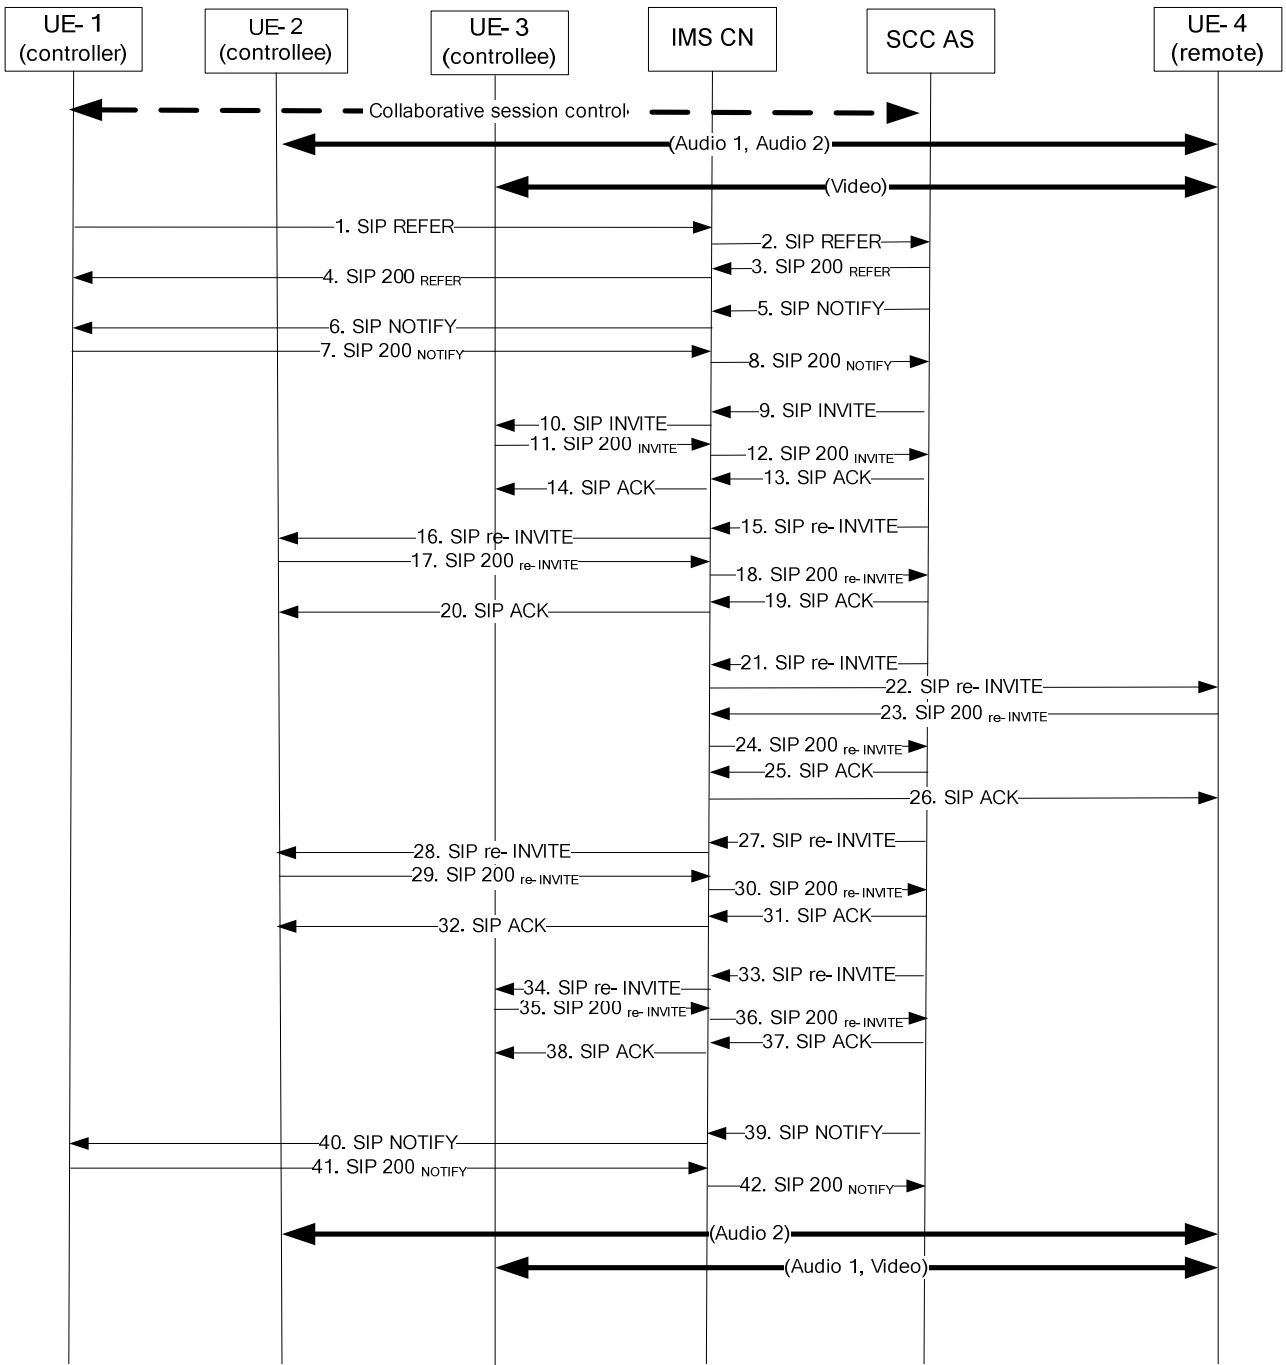 UE- 1
(controller)
UE- 2
(controllee)
UE- 3
(controllee)
IMS CN
SCC AS
UE- 4
(remote)
Collaborative session control
(Audio 1, Audio 2)
(Video)
1. SIP REFER
2. SIP REFER
3. SIP 200 REFER
4. SIP 200 REFER
5. SIP NOTIFY
6. SIP NOTIFY
7. SIP 200 NOTIFY
8. SIP 200 NOTIFY
9. SIP INVITE
10. SIP INVITE
11. SIP 200 INVITE
12. SIP 200 INVITE
13. SIP ACK
14. SIP ACK
15. SIP re- INVITE
16. SIP re- INVITE
17. SIP 200 re- INVITE
18. SIP 200 re- INVITE
19. SIP ACK
20. SIP ACK
21. SIP re- INVITE
22. SIP re- INVITE
23. SIP 200 re- INVITE
24. SIP 200 re- INVITE
25. SIP ACK
26. SIP ACK
27. SIP re- INVITE
28. SIP re- INVITE
29. SIP 200 re- INVITE
30. SIP 200 re- INVITE
31. SIP ACK
32. SIP ACK
33. SIP re- INVITE
34. SIP re- INVITE
35. SIP 200 re- INVITE
36. SIP 200 re- INVITE
37. SIP ACK
38. SIP ACK
39. SIP NOTIFY
40. SIP NOTIFY
41. SIP 200 NOTIFY
42. SIP 200 NOTIFY
(Audio 2)
(Audio 1, Video)